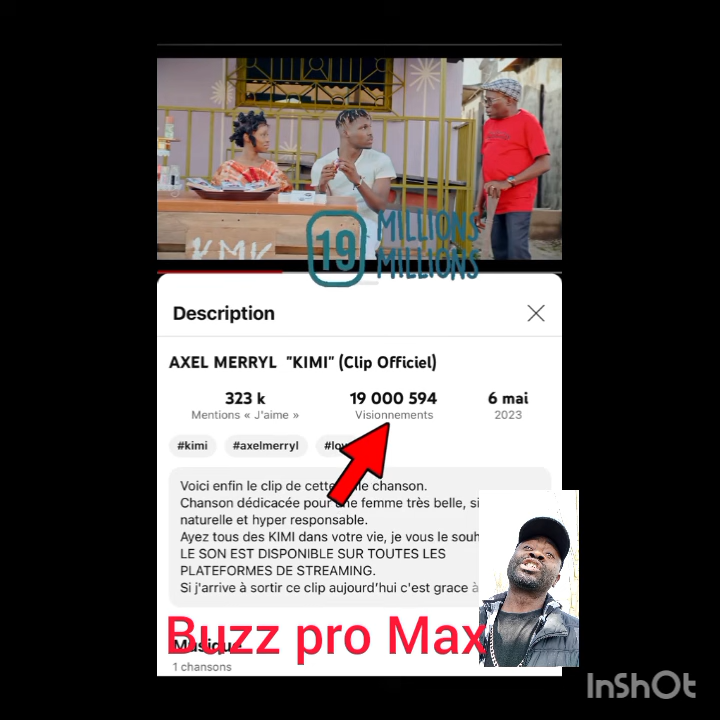 KMK
19 MILLIONS
MILLIONS
Description
AXEL MERRYL "KIMI" (Clip Officiel)
323 k 19 000 594 6 mai
Mentions « J'aime » Visionnements 2023
#kimi #axelmerryl
Voici enfin le clip de cette chanson.
Chanson dédicacée pour une femme très belle,
naturelle et hyper responsable.
Ayez tous des KIMI dans votre vie, je vous le
LE SON EST DISPONIBLE SUR TOUTES LES
PLATEFORMES DE STREAMING.
Si j'arrive à sortir ce clip aujourd'hui c'est grace à
Buzz pro Max
Musique
1 chansons
InShOt